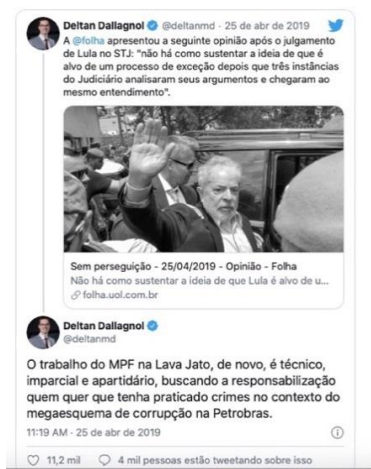 Deltan Dallagnol @deltanmd · 25 de abr de 2019
A @folha apresentou a seguinte opinião após o julgamento
de Lula no STJ: "não há como sustentar a ideia de que é
alvo de um processo de exceção depois que três instâncias
do Judiciário analisaram seus argumentos e chegaram ao
mesmo entendimento".
Sem perseguição - 25/04/2019 - Opinião - Folha
Não há como sustentar a ideia de que Lula é alvo de u...
folha.uol.com.br
Deltan Dallagnol
@deltanmd
O trabalho do MPF na Lava Jato, de novo, é técnico,
imparcial e apartidário, buscando a responsabilização
quem quer que tenha praticado crimes no contexto do
megaesquema de corrupção na Petrobras.
11:19 AM · 25 de abr de 2019
11,2 mil 4 mil pessoas estão tweetando sobre isso